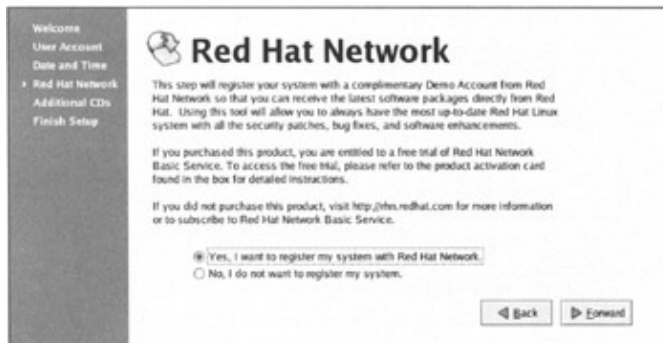 Welcome
User Account
Date and Time
Red Hat Network
Additional CDs
Finish Setup
Red Hat Network
This step will register your system with a complimentary Demo Account from Red
Hat Network so that you can receive the latest software packages directly from Red
Hat. Using this tool will allow you to always have the most up-to-date Red Hat Linux
system with all the security patches, bug fixes, and software enhancements.
If you purchased this product, you are entitled to a free trial of Red Hat Network
Basic Service. To access the free trial, please refer to the product activation card
found in the box for detailed instructions.
If you did not purchase this product, visit http://rhn.redhat.com for more information
or to subscribe to Red Hat Network Basic Service.
Yes, I want to register my system with Red Hat Network.
No, I do not want to register my system.
Back
Forward